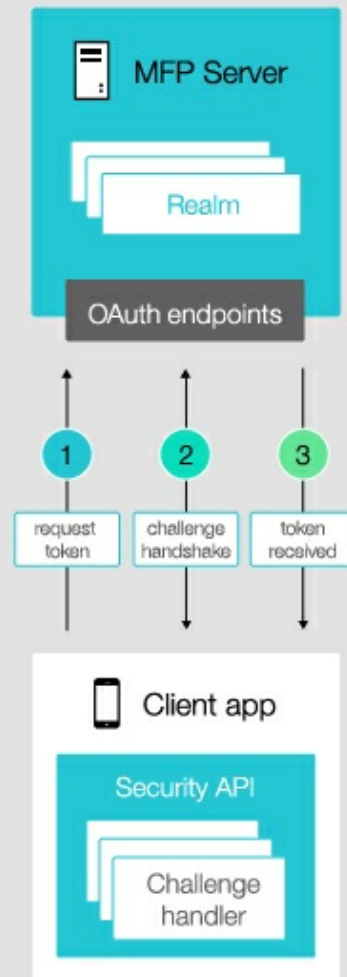 MFP Server
Realm
OAuth endpoints
1
2
3
request
token
challenge
handshake
token
received
Client app
Security API
Challenge
handler